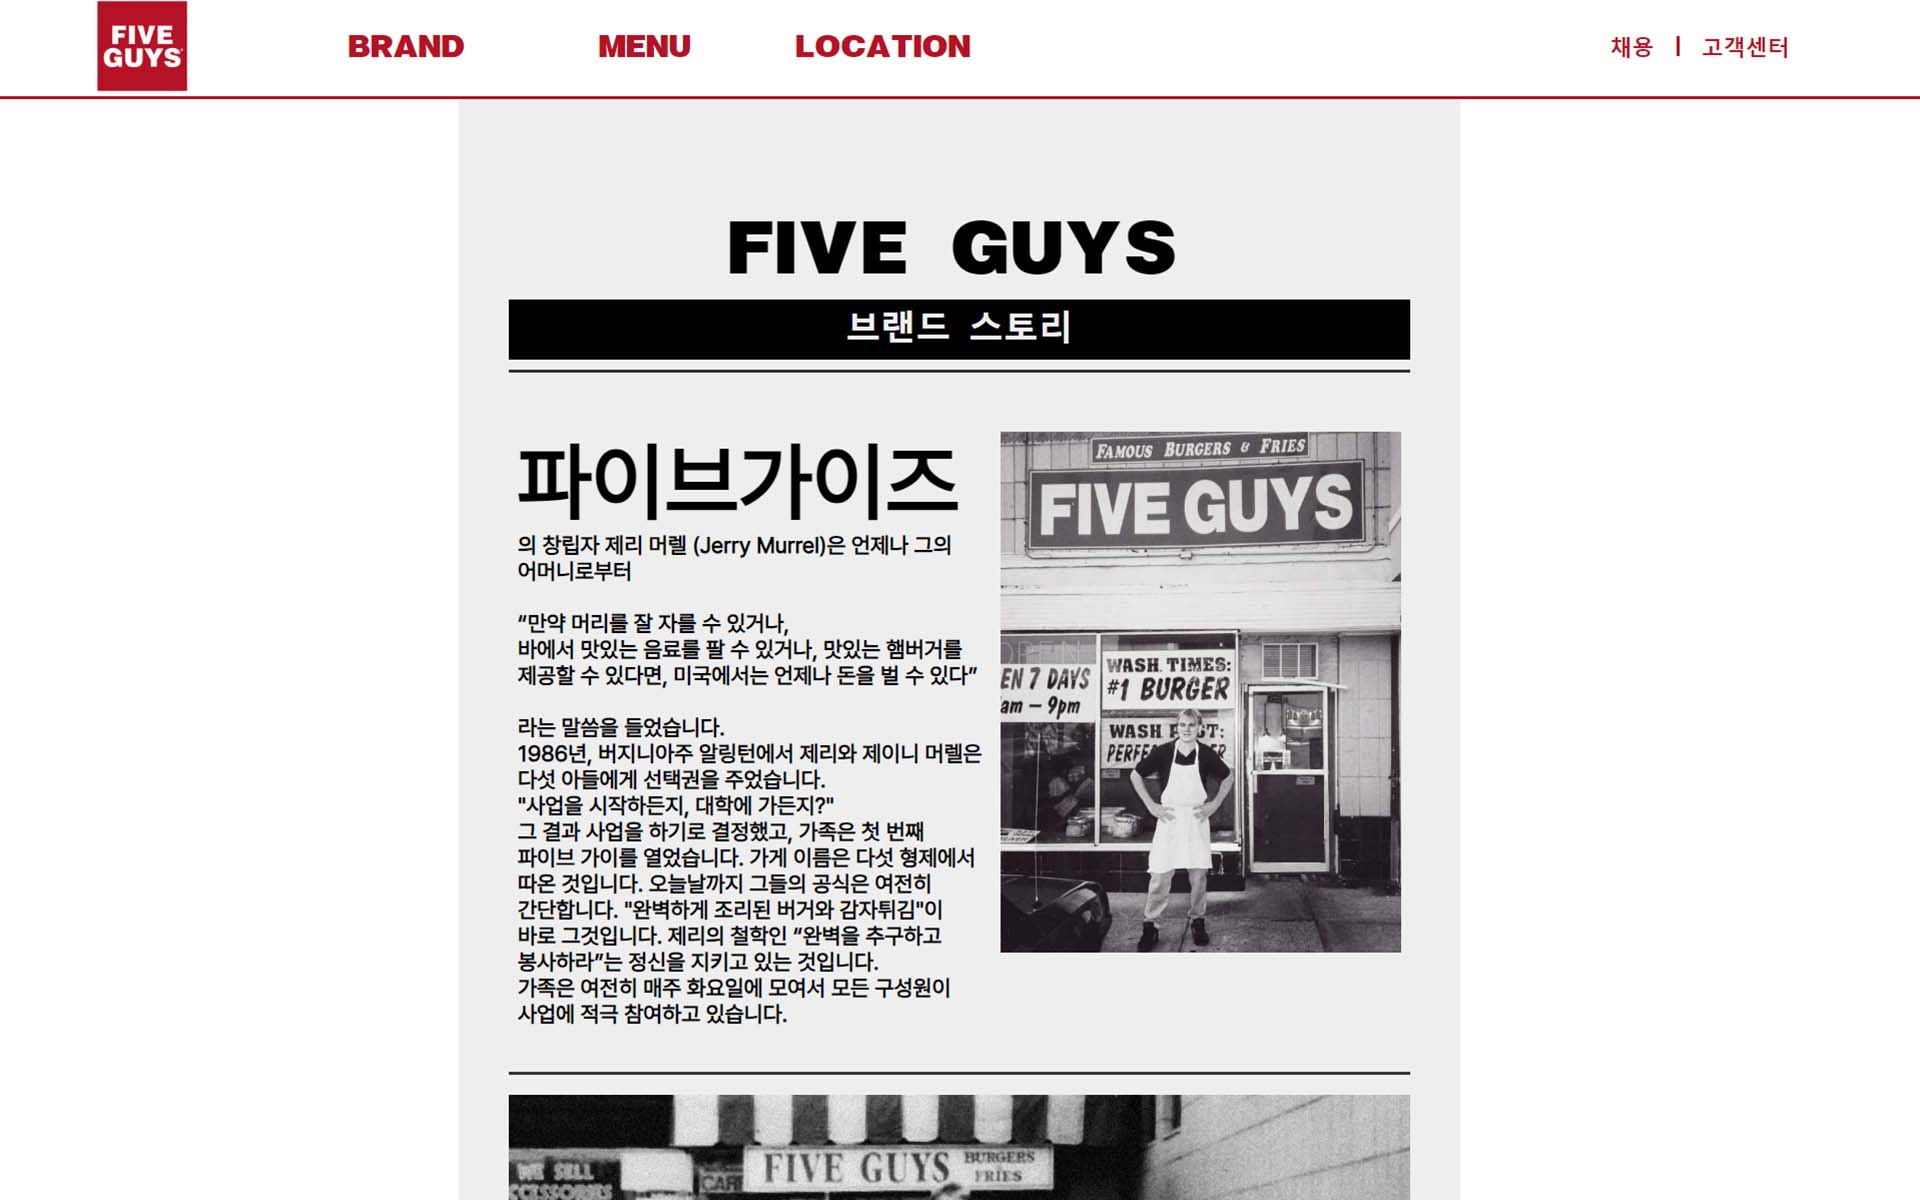 FIVE
GUYS
BRAND
MENU
LOCATION
채용 | 고객센터
FIVE GUYS
브랜드 스토리
파이브가이즈
의 창립자 제리 머렐 (Jerry Murrel)은 언제나 그의
어머니로부터
“만약 머리를 잘 자를 수 있거나,
바에서 맛있는 음료를 팔 수 있거나, 맛있는 햄버거를
제공할 수 있다면, 미국에서는 언제나 돈을 벌 수 있다”
라는 말씀을 들었습니다.
1986년, 버지니아주 알링턴에서 제리와 제이니 머렐은
다섯 아들에게 선택권을 주었습니다.
"사업을 시작하든지, 대학에 가든지?"
그 결과 사업을 하기로 결정했고, 가족은 첫 번째
파이브 가이를 열었습니다. 가게 이름은 다섯 형제에서
따온 것입니다. 오늘날까지 그들의 공식은 여전히
간단합니다. "완벽하게 조리된 버거와 감자튀김"이
바로 그것입니다. 제리의 철학인 “완벽을 추구하고
봉사하라”는 정신을 지키고 있는 것입니다.
가족은 여전히 매주 화요일에 모여서 모든 구성원이
사업에 적극 참여하고 있습니다.
FAMOUS BURGERS & FRIES
FIVE GUYS
EN 7 DAYS
am – 9pm
WASH. TIMES:
#1 BURGER
WASH
WE SELL
CCESSORIES
FIVE GUYS
BURGERS
FRIES